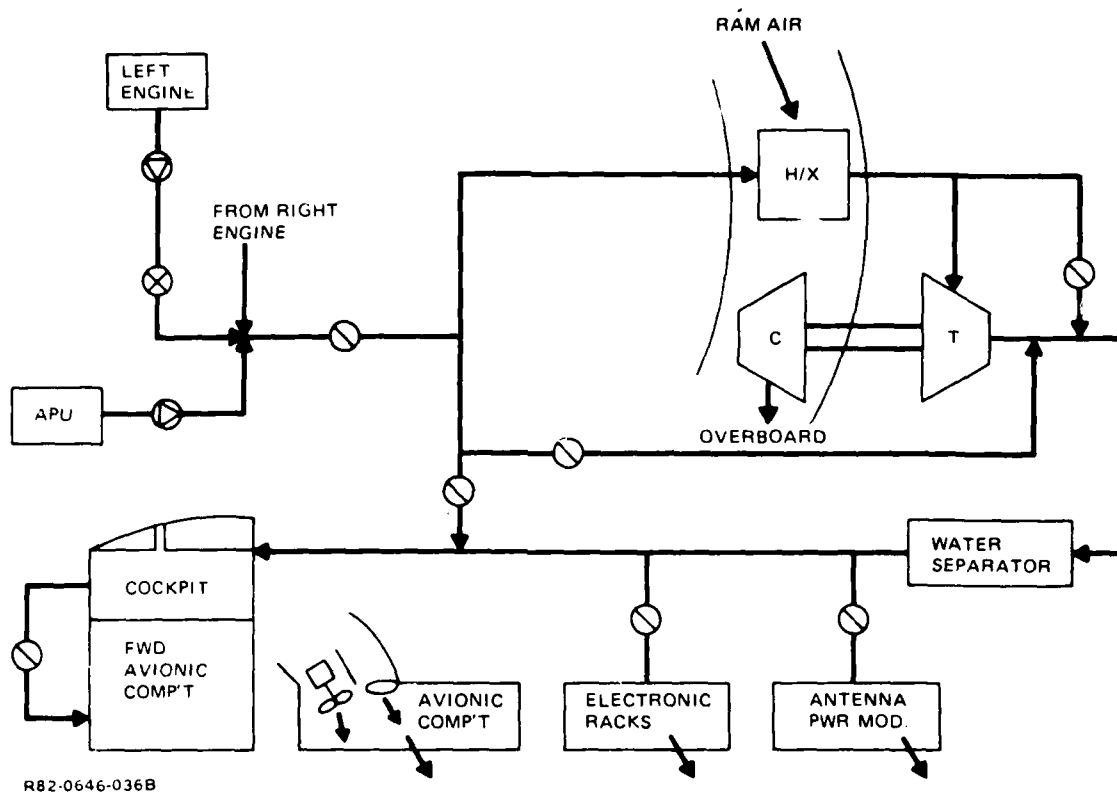 RAM AIR
LEFT
ENGINE
H/X
FROM RIGHT
ENGINE
C
T
APU
OVERBOARD
WATER
SEPARATOR
COCKPIT
FWD
AVIONIC
COMP'T
AVIONIC
COMP'T
ELECTRONIC
RACKS
ANTENNA
PWR MOD.
R82-0646-036B